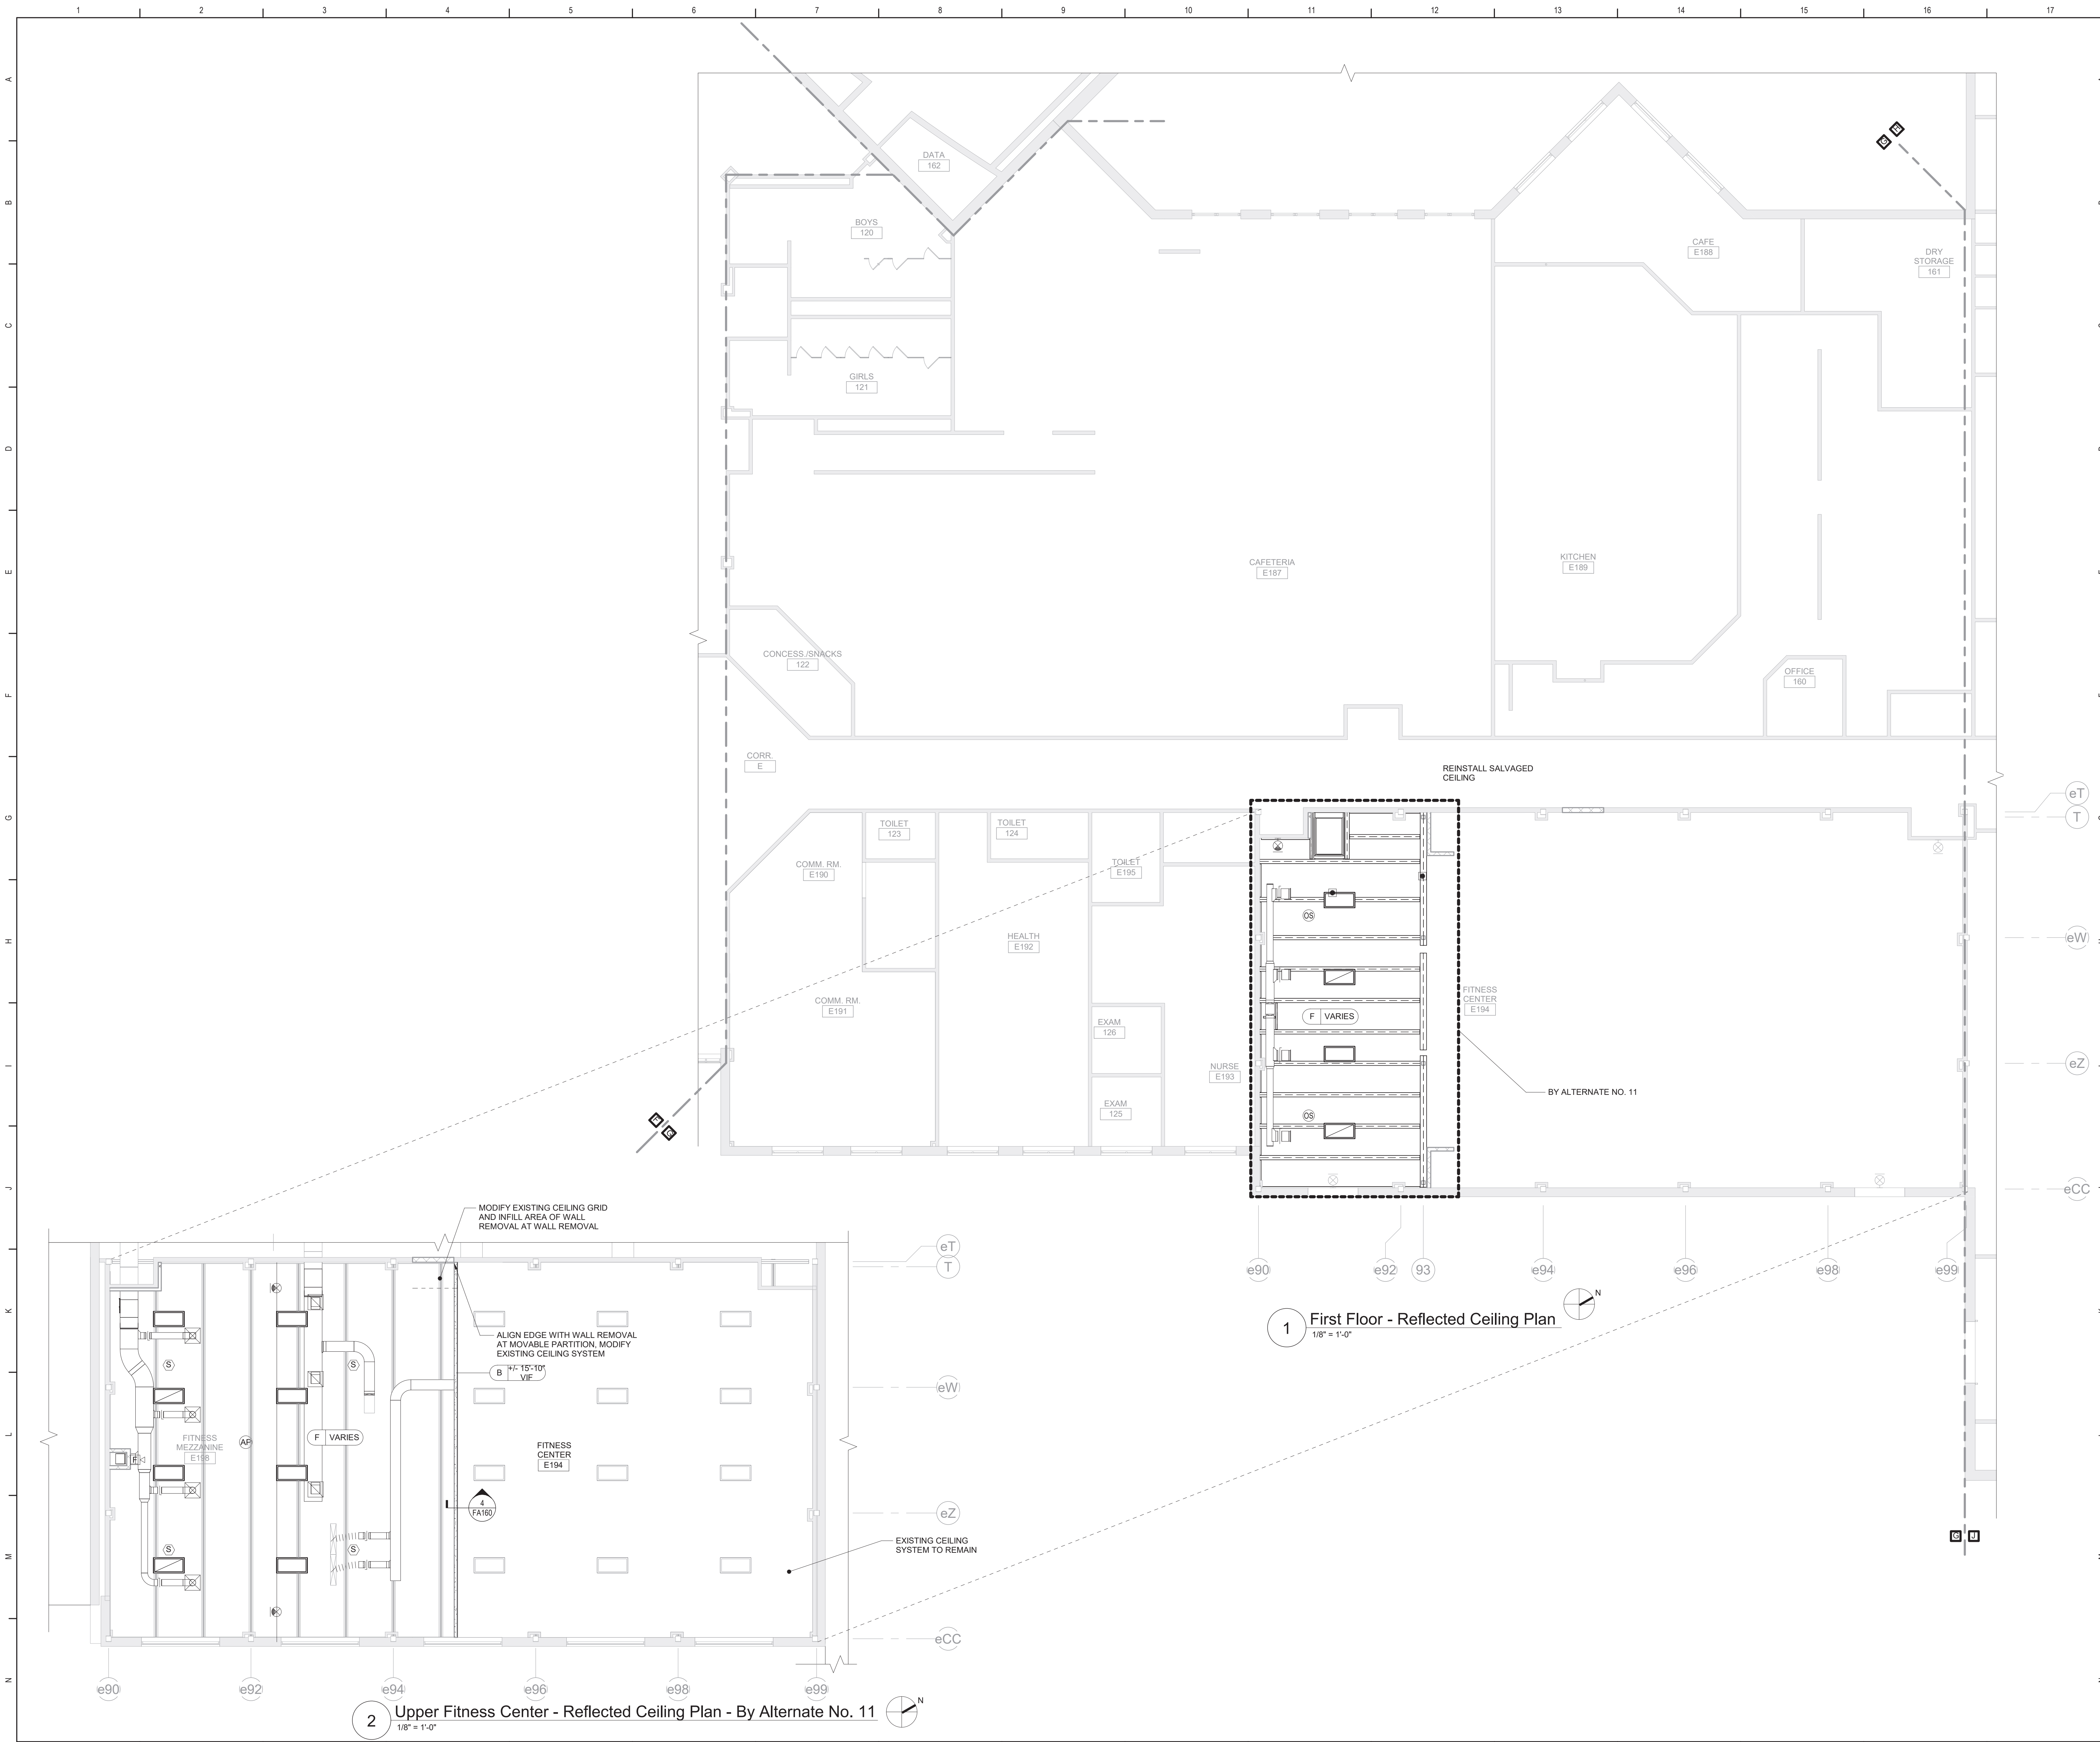 1 2 3 4 5 6 7 8 9 10 11 12 13 14 15 16 17
A
B
C
D
E
F
G
H
I
J
K
L
M
N
DATA
162
BOYS
120
GIRLS
121
CAFE
E188
DRY
STORAGE
161
CAFETERIA
E187
KITCHEN
E189
CONCESS./SNACKS
122
OFFICE
160
CORR.
E
REINSTALL SALVAGED
CEILING
TOILET
123
TOILET
124
TOILET
E195
COMM. RM.
E190
HEALTH
E192
COMM. RM.
E191
EXAM
126
EXAM
125
NURSE
E193
OS
F VARIES
OS
FITNESS
CENTER
E194
BY ALTERNATE NO. 11
eT
T
eW
eZ
eCC
e90 e92 93 e94 e96 e98 e99
G J
1
First Floor - Reflected Ceiling Plan
1/8" = 1'-0"
N
MODIFY EXISTING CEILING GRID
AND INFILL AREA OF WALL
REMOVAL AT WALL REMOVAL
ALIGN EDGE WITH WALL REMOVAL
AT MOVABLE PARTITION, MODIFY
EXISTING CEILING SYSTEM
B +/- 15'-10"
VIF
S S
F VARIES
FITNESS
MEZZANINE
E198
AP
F
FITNESS
CENTER
E194
4
FA160
S S
EXISTING CEILING
SYSTEM TO REMAIN
eT
T
eW
eZ
eCC
e90 e92 e94 e96 e98 e99
2
Upper Fitness Center - Reflected Ceiling Plan - By Alternate No. 11
1/8" = 1'-0"
N